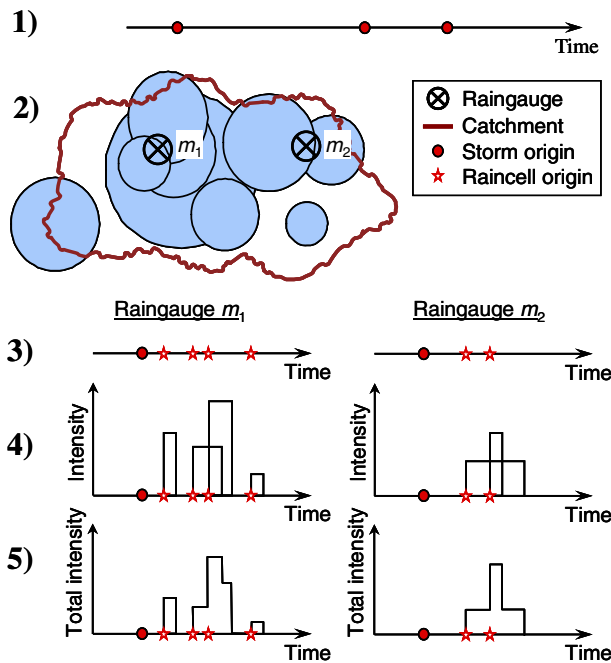 1)
Time
2)
m1
m2
Raingauge
Catchment
Storm origin
Raincell origin
Raingauge m1
Raingauge m2
3)
Time
Time
4)
Intensity
Time
Intensity
Time
5)
Total intensity
Time
Total intensity
Time